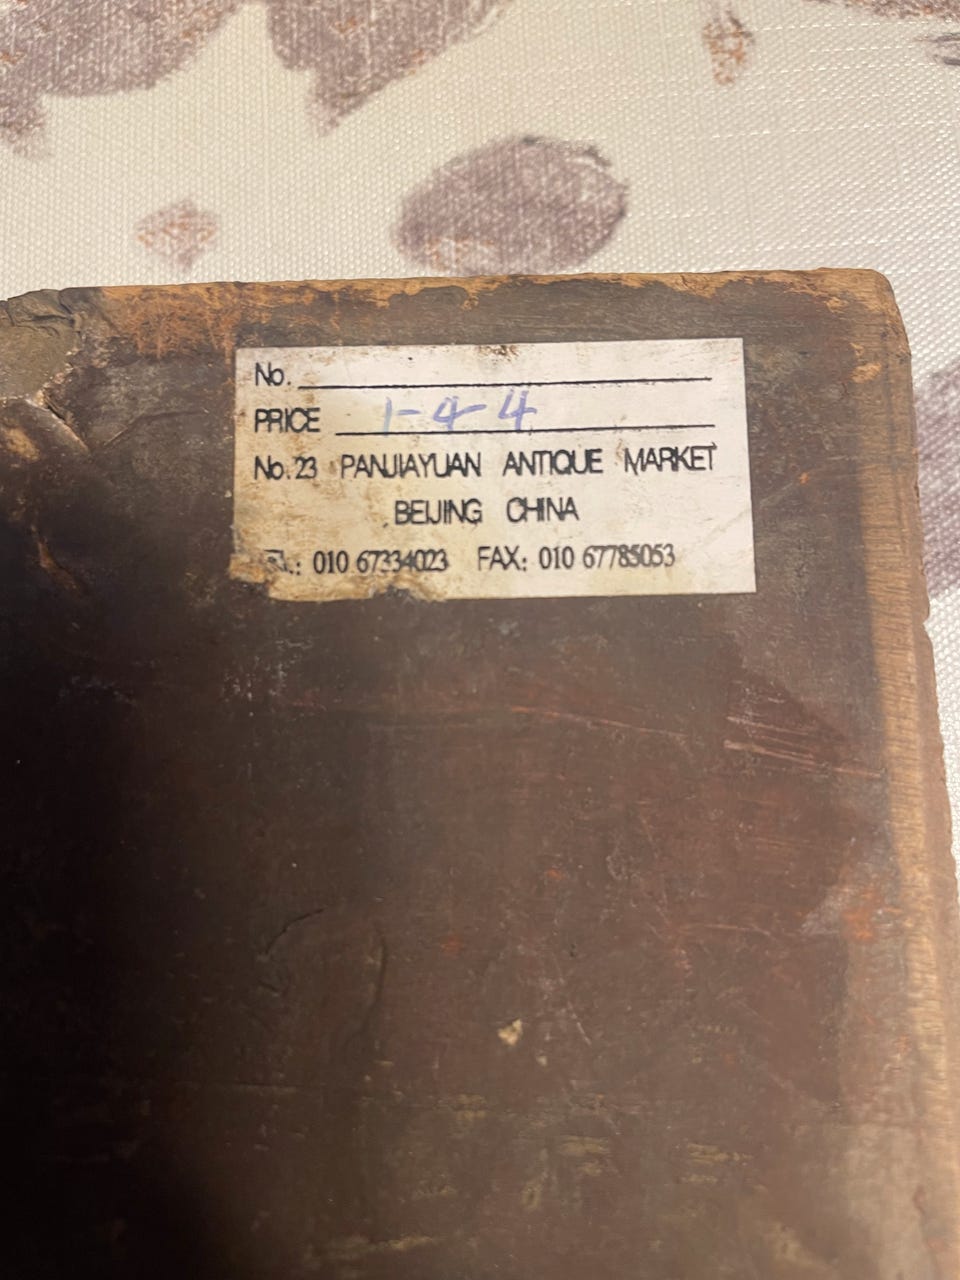 No.
PRICE 1-4-4
No. 23 PANJIAYUAN ANTIQUE MARKET
BEIJING CHINA
010 67334023 FAX: 010 67785053